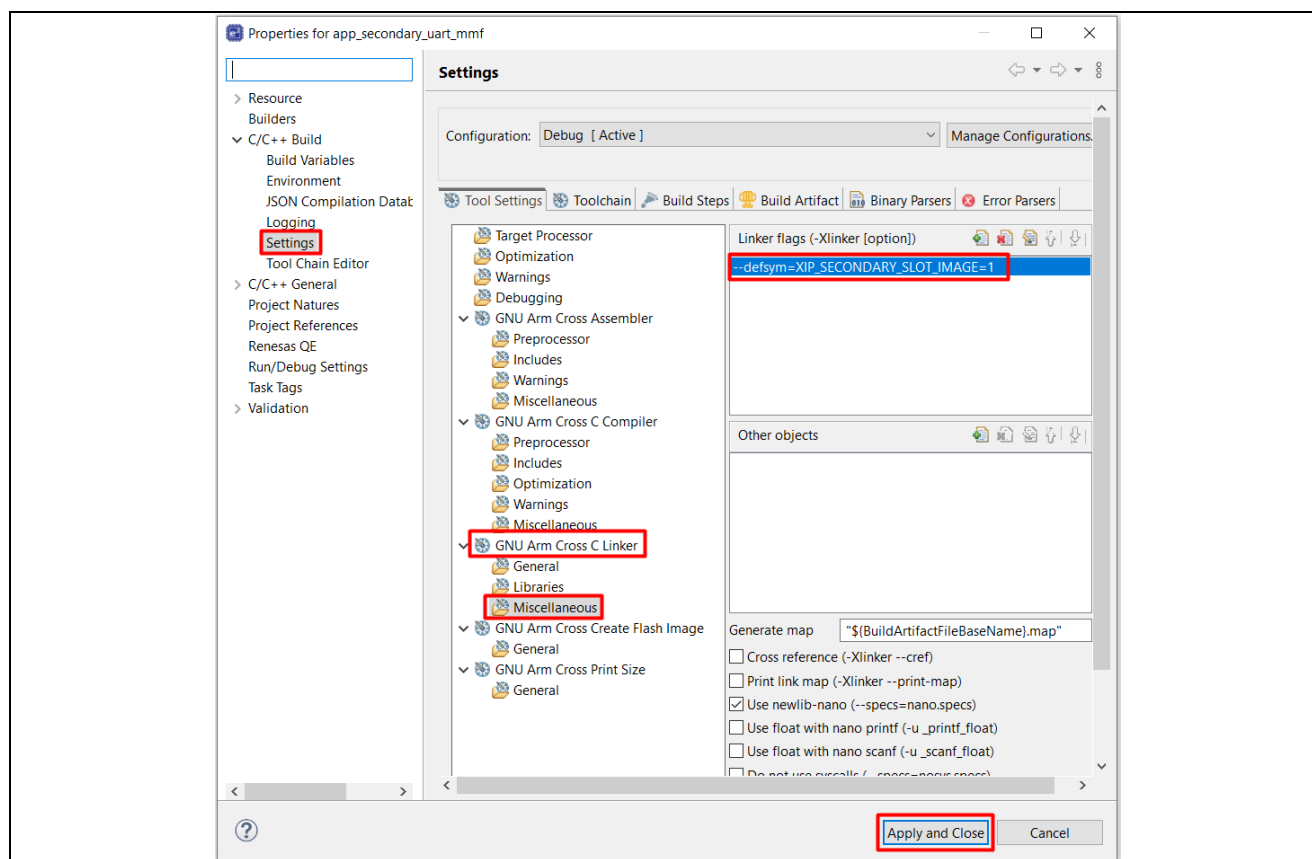 Properties for app_secondary_uart_mmf
Settings
Resource
Builders
C/C++ Build
Build Variables
Environment
JSON Compilation Datab
Logging
Settings
Tool Chain Editor
C/C++ General
Project Natures
Project References
Renesas QE
Run/Debug Settings
Task Tags
Validation
Configuration: Debug [ Active ]
Manage Configurations.
Tool Settings
Toolchain
Build Steps
Build Artifact
Binary Parsers
Error Parsers
Target Processor
Optimization
Warnings
Debugging
GNU Arm Cross Assembler
Preprocessor
Includes
Warnings
Miscellaneous
GNU Arm Cross C Compiler
Preprocessor
Includes
Optimization
Warnings
Miscellaneous
GNU Arm Cross C Linker
General
Libraries
Miscellaneous
GNU Arm Cross Create Flash Image
General
GNU Arm Cross Print Size
General
Linker flags (-Xlinker [option])
--defsym=XIP_SECONDARY_SLOT_IMAGE=1
Other objects
Generate map "${BuildArtifactFileBaseName}.map"
Cross reference (-Xlinker --cref)
Print link map (-Xlinker --print-map)
Use newlib-nano (--specs=nano.specs)
Use float with nano printf (-u _printf_float)
Use float with nano scanf (-u _scanf_float)
Do not use syscalls (--specs=nosys.specs)
Apply and Close
Cancel